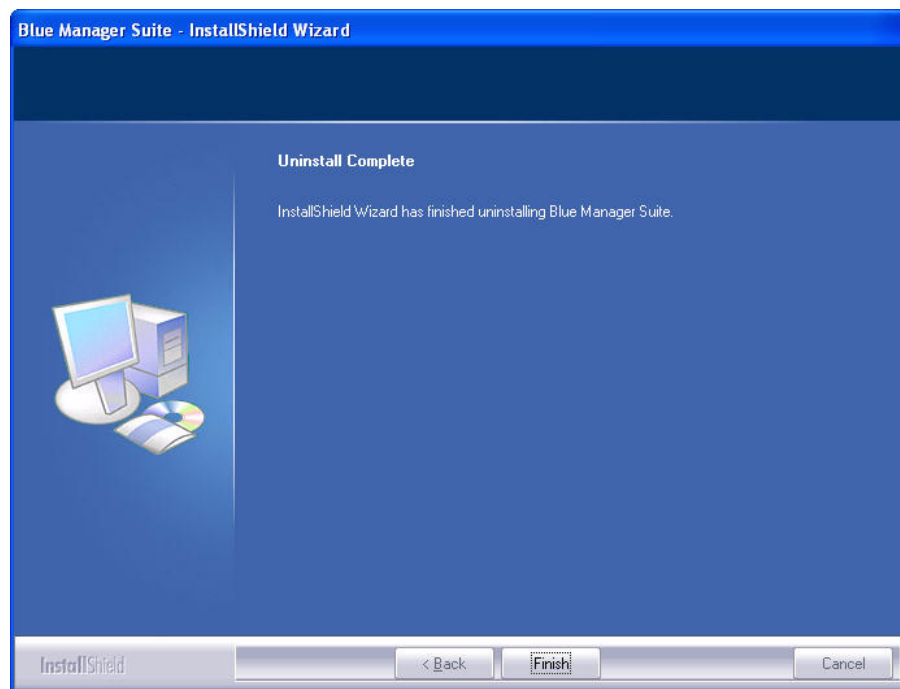 Blue Manager Suite - InstallShield Wizard
Uninstall Complete
InstallShield Wizard has finished uninstalling Blue Manager Suite.
InstallShield
< Back
Finish
Cancel